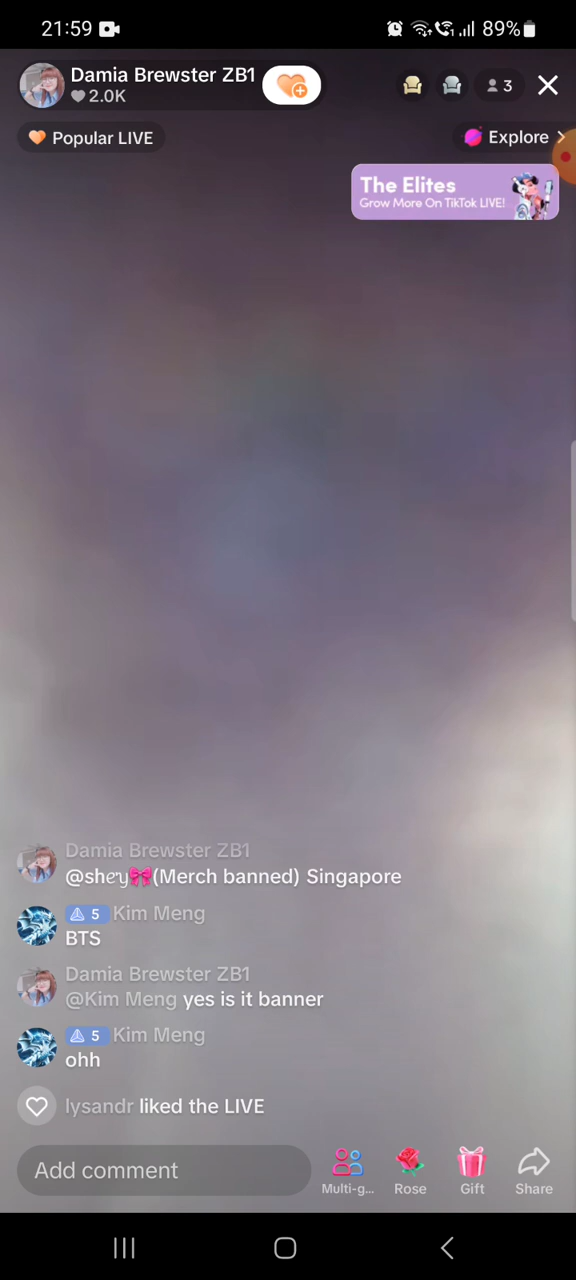 21:59
89%
Damia Brewster ZB1
2.0K
3
Popular LIVE
Explore
The Elites
Grow More On TikTok LIVE!
Damia Brewster ZB1
@shey🎀(Merch banned) Singapore
5 Kim Meng
BTS
Damia Brewster ZB1
@Kim Meng yes is it banner
5 Kim Meng
ohh
lysandr liked the LIVE
Add comment
Multi-g...
Rose
Gift
Share